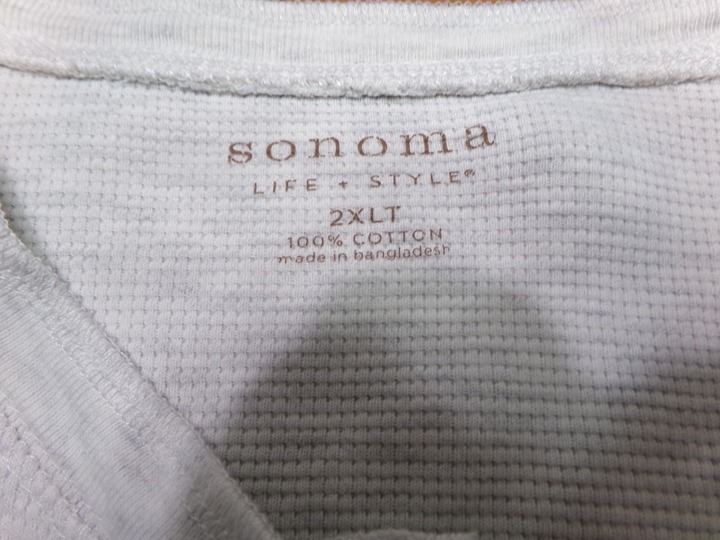 sonoma
LIFE + STYLE®
2XLT
100% COTTON
made in bangladesh